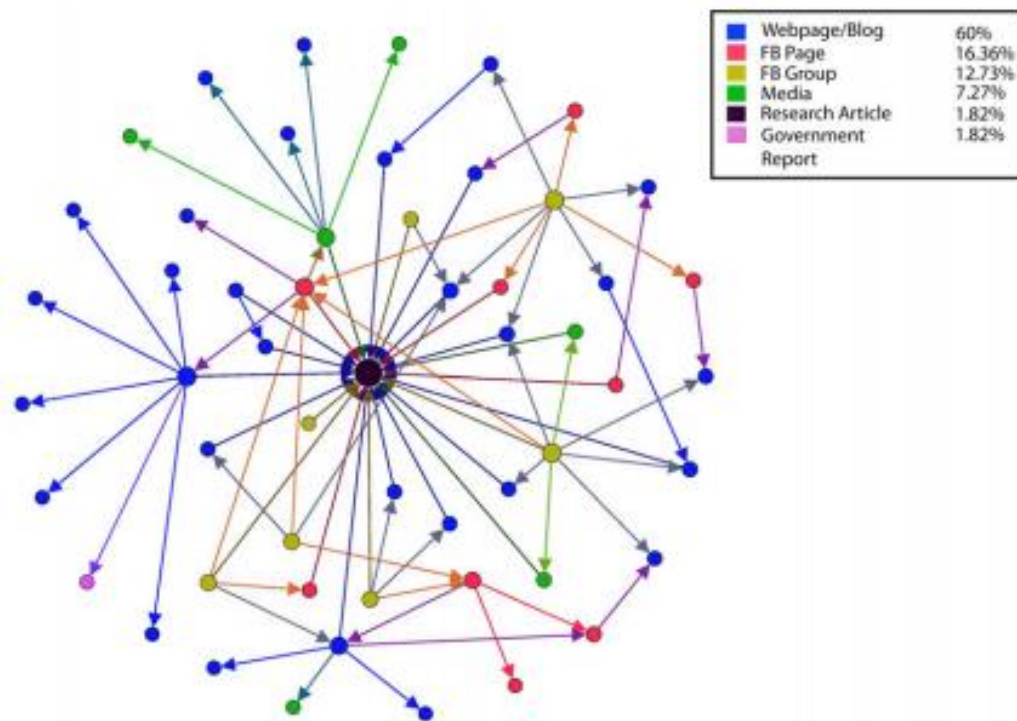 Webpage/Blog 60%
FB Page 16.36%
FB Group 12.73%
Media 7.27%
Research Article 1.82%
Government 1.82%
Report